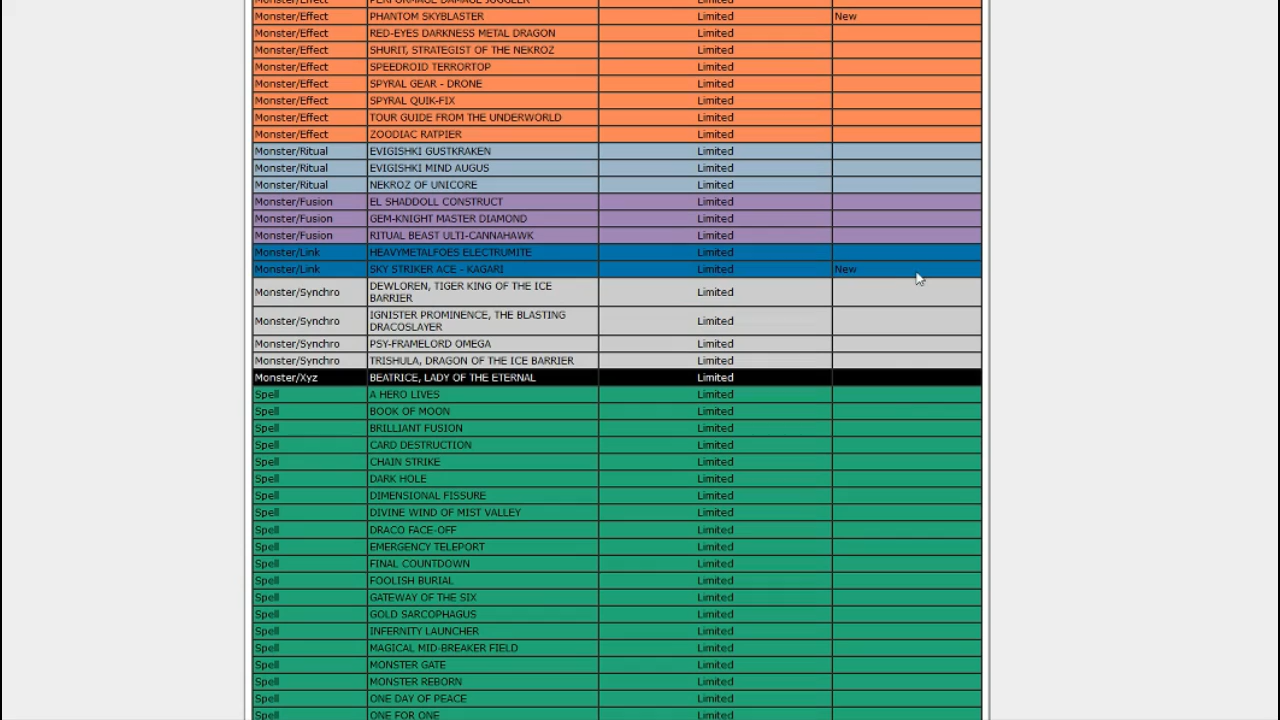 Monster/Effect PERFORMAGE DAMAGE JUGGLER Limited
Monster/Effect PHANTOM SKYBLASTER Limited New
Monster/Effect RED-EYES DARKNESS METAL DRAGON Limited
Monster/Effect SHURIT, STRATEGIST OF THE NEKROZ Limited
Monster/Effect SPEEDROID TERRORTOP Limited
Monster/Effect SPYRAL GEAR - DRONE Limited
Monster/Effect SPYRAL QUIK-FIX Limited
Monster/Effect TOUR GUIDE FROM THE UNDERWORLD Limited
Monster/Effect ZOODIAC RATPIER Limited
Monster/Ritual EVIGISHKI GUSTKRAKEN Limited
Monster/Ritual EVIGISHKI MIND AUGUS Limited
Monster/Ritual NEKROZ OF UNICORE Limited
Monster/Fusion EL SHADDOLL CONSTRUCT Limited
Monster/Fusion GEM-KNIGHT MASTER DIAMOND Limited
Monster/Fusion RITUAL BEAST ULTI-CANNAHAWK Limited
Monster/Link HEAVYMETALFOES ELECTRUMITE Limited
Monster/Link SKY STRIKER ACE - KAGARI Limited New
Monster/Synchro DEWLOREN, TIGER KING OF THE ICE
BARRIER Limited
Monster/Synchro IGNISTER PROMINENCE, THE BLASTING
DRACOSLAYER Limited
Monster/Synchro PSY-FRAMELORD OMEGA Limited
Monster/Synchro TRISHULA, DRAGON OF THE ICE BARRIER Limited
Monster/Xyz BEATRICE, LADY OF THE ETERNAL Limited
Spell A HERO LIVES Limited
Spell BOOK OF MOON Limited
Spell BRILLIANT FUSION Limited
Spell CARD DESTRUCTION Limited
Spell CHAIN STRIKE Limited
Spell DARK HOLE Limited
Spell DIMENSIONAL FISSURE Limited
Spell DIVINE WIND OF MIST VALLEY Limited
Spell DRACO FACE-OFF Limited
Spell EMERGENCY TELEPORT Limited
Spell FINAL COUNTDOWN Limited
Spell FOOLISH BURIAL Limited
Spell GATEWAY OF THE SIX Limited
Spell GOLD SARCOPHAGUS Limited
Spell INFERNITY LAUNCHER Limited
Spell MAGICAL MID-BREAKER FIELD Limited
Spell MONSTER GATE Limited
Spell MONSTER REBORN Limited
Spell ONE DAY OF PEACE Limited
Spell ONE FOR ONE Limited